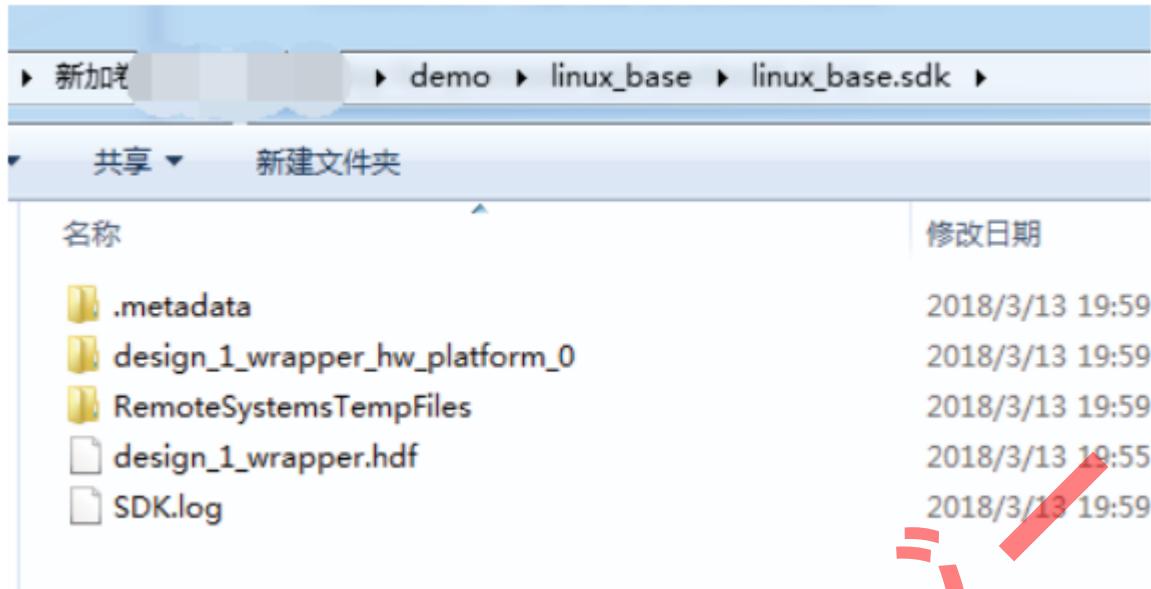 新加 demo linux_base linux_base.sdk
共享 新建文件夹
名称 修改日期
.metadata 2018/3/13 19:59
design_1_wrapper_hw_platform_0 2018/3/13 19:59
RemoteSystemsTempFiles 2018/3/13 19:59
design_1_wrapper.hdf 2018/3/13 19:55
SDK.log 2018/3/13 19:59